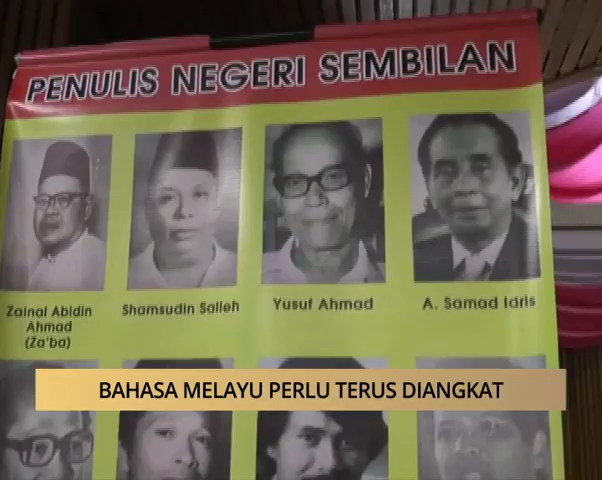 PENULIS NEGERI SEMBILAN
Zainal Abidin
Ahmad
(Za'ba)
Shamsudin Salleh
Yusuf Ahmad
A. Samad Idris
BAHASA MELAYU PERLU TERUS DIANGKAT